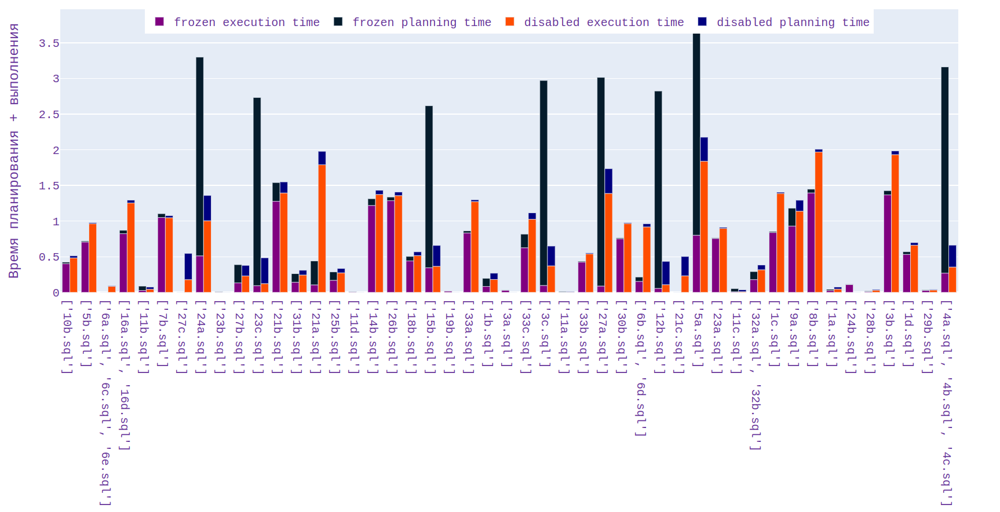 frozen execution time
frozen planning time
disabled execution time
disabled planning time
Время планирования + выполнения
3.5
3
2.5
2
1.5
1
0.5
0
['10b.sql']
['5b.sql']
['6a.sql', '6c.sql', '6e.sql']
['16a.sql', '16d.sql']
['11b.sql']
['7b.sql']
['27c.sql']
['24a.sql']
['23b.sql']
['27b.sql']
['23c.sql']
['21b.sql']
['31b.sql']
['21a.sql']
['25b.sql']
['11d.sql']
['14b.sql']
['26b.sql']
['18b.sql']
['15b.sql']
['19b.sql']
['33a.sql']
['1b.sql']
['3a.sql']
['33c.sql']
['3c.sql']
['11a.sql']
['33b.sql']
['27a.sql']
['30b.sql']
['6b.sql', '6d.sql']
['12b.sql']
['21c.sql']
['5a.sql']
['23a.sql']
['11c.sql']
['32a.sql', '32b.sql']
['1c.sql']
['9a.sql']
['8b.sql']
['1a.sql']
['24b.sql']
['28b.sql']
['3b.sql']
['1d.sql']
['29b.sql']
['4a.sql', '4b.sql', '4c.sql']